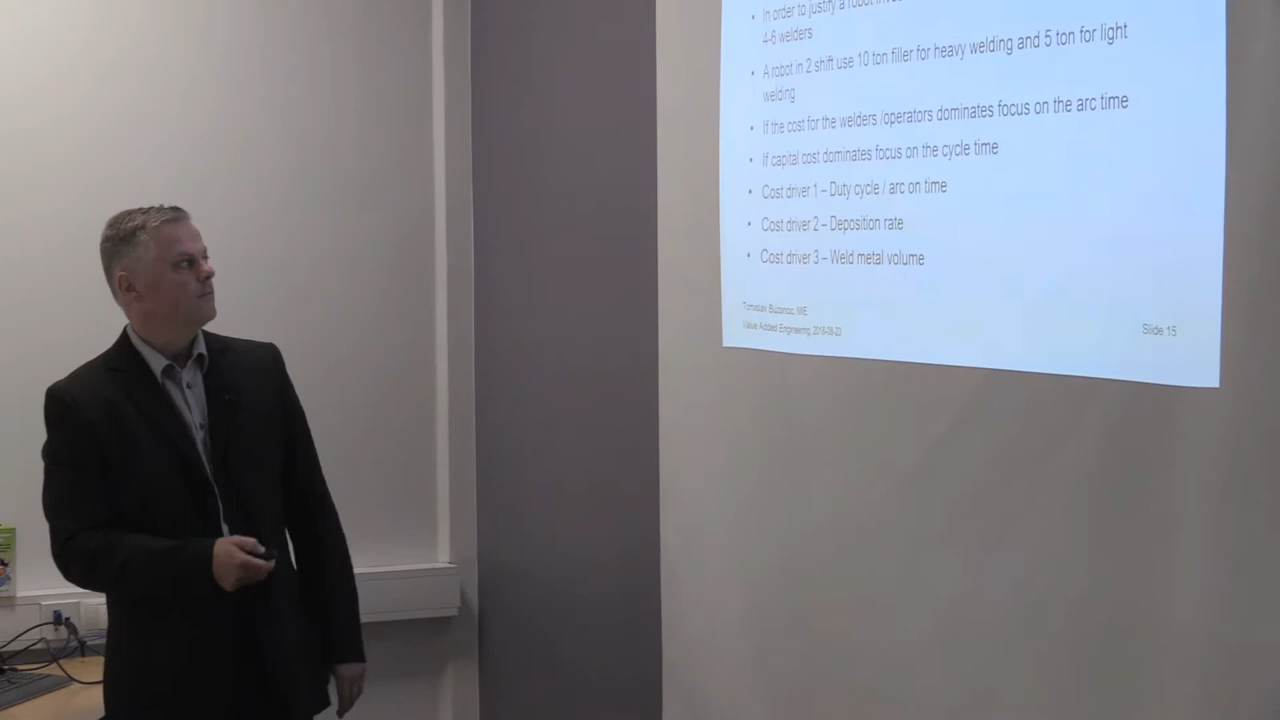 In order to justify a robot
4-6 welders
A robot in 2 shift use 10 ton filler for heavy welding and 5 ton for light
welding
If the cost for the welders /operators dominates focus on the arc time
If capital cost dominates focus on the cycle time
Cost driver 1 – Duty cycle / arc on time
Cost driver 2 – Deposition rate
Cost driver 3 – Weld metal volume
Tomislav Buzancic, ME
Value Added Engineering, 2018-08-23
Slide 15